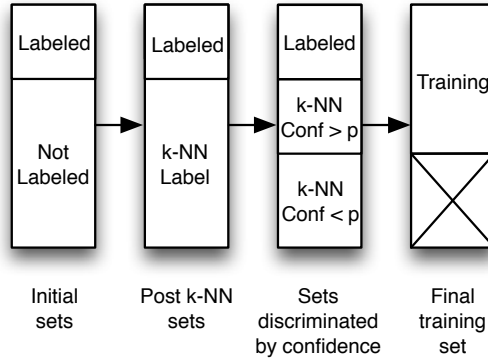 Labeled
Not
Labeled
Initial
sets
Labeled
k-NN
Label
Post k-NN
sets
Labeled
k-NN
Conf > p
k-NN
Conf < p
Sets
discriminated
by confidence
Training
Final
training
set